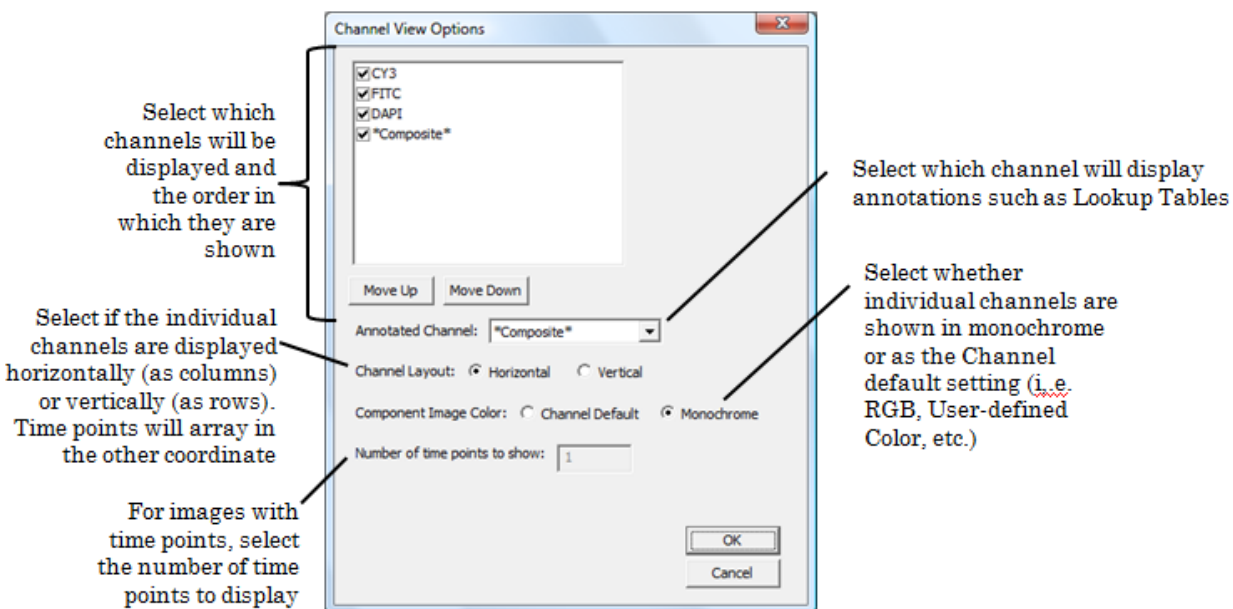 Channel View Options
CY3
FITC
DAPI
*Composite*
Select which
channels will be
displayed and
the order in
which they are
shown
Move Up
Move Down
Annotated Channel:
*Composite*
Select which channel will display
annotations such as Lookup Tables
Select if the individual
channels are displayed
horizontally (as columns)
or vertically (as rows).
Time points will array in
the other coordinate
Channel Layout:
Horizontal
Vertical
Component Image Color:
Channel Default
Monochrome
Select whether
individual channels are
shown in monochrome
or as the Channel
default setting (i,.e.
RGB, User-defined
Color, etc.)
Number of time points to show:
1
For images with
time points, select
the number of time
points to display
OK
Cancel